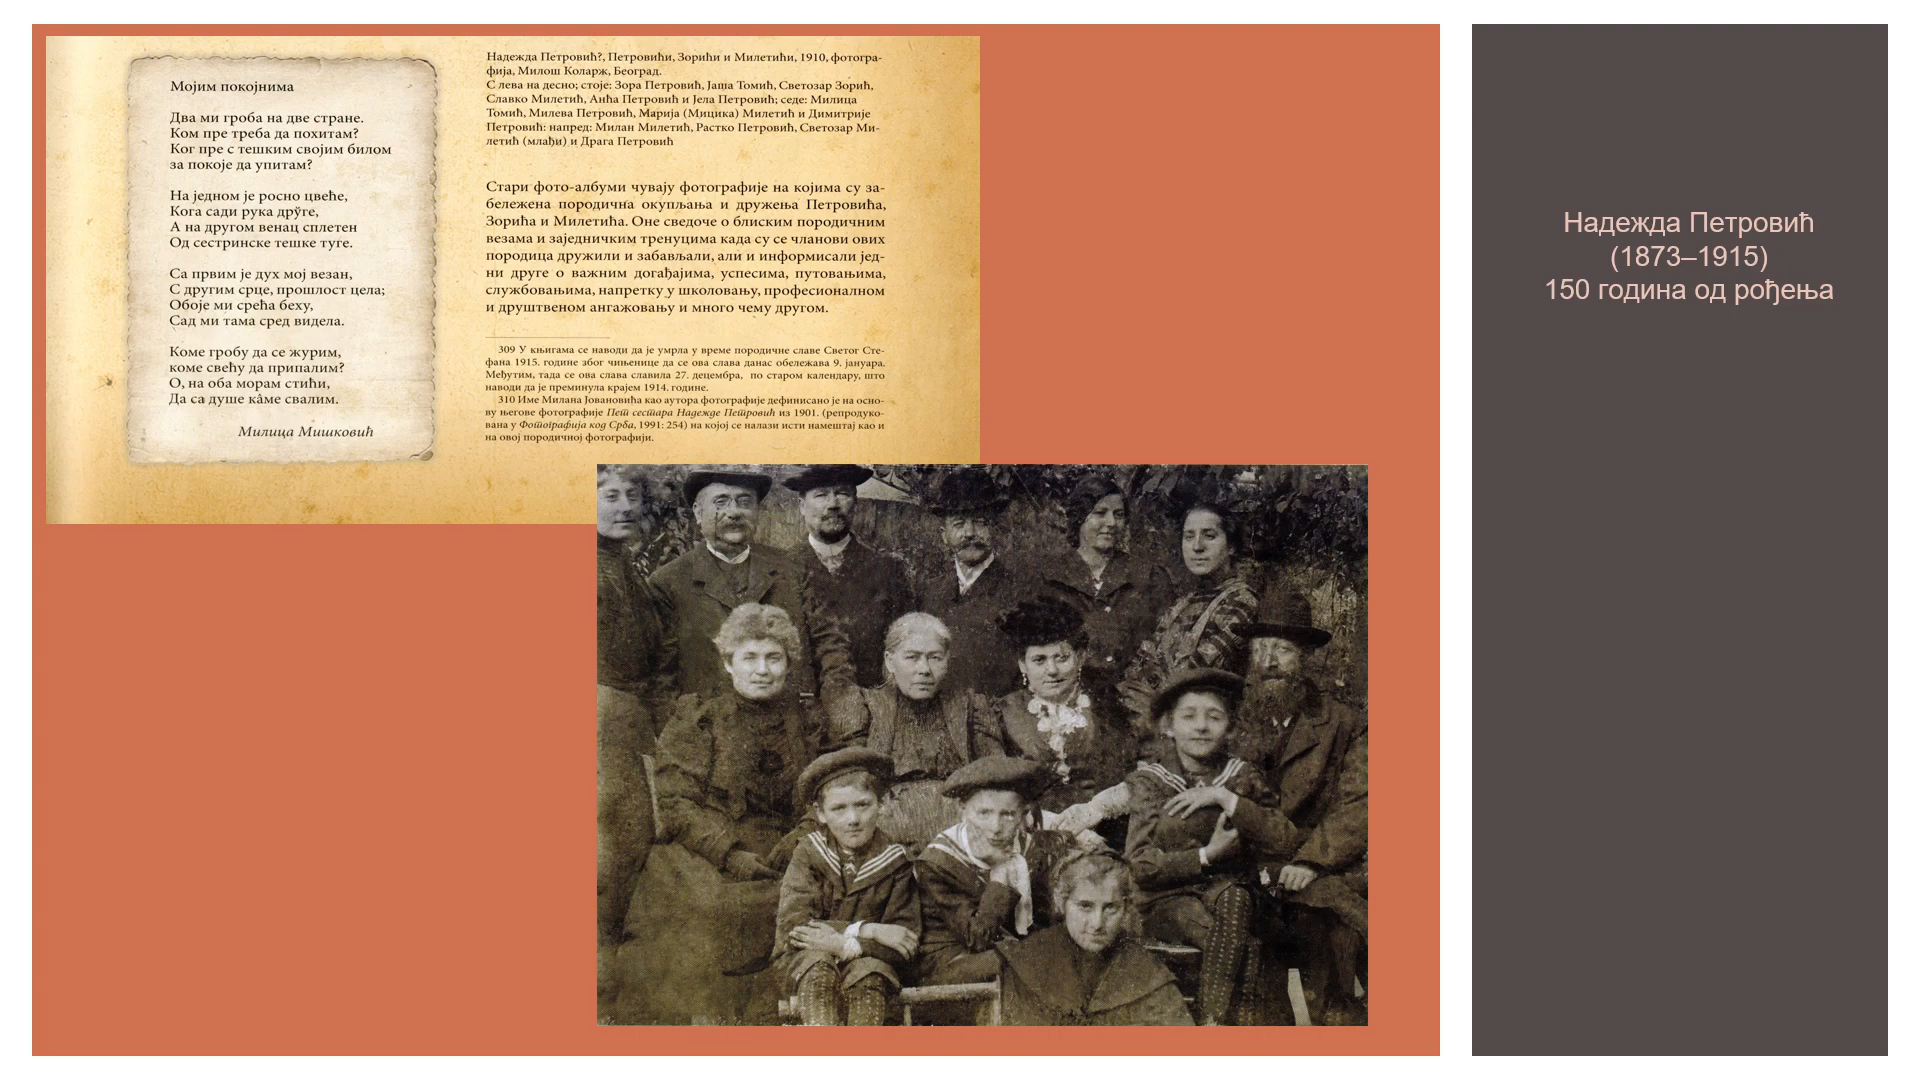 Мојим покојнима
Два ми гроба на две стране.
Ком пре треба да похитам?
Ког пре с тешким својим билом
за покоје да упитам?
На једном је росно цвеће,
Кога сади рука дрӱге,
А на другом венац сплетен
Од сестринске тешке туге.
Са првим је дух мој везан,
С другим срце, прошлост цела;
Обоје ми срећа беху,
Сад ми тама сред видела.
Коме гробу да се журим,
коме свећу да припалим?
О, на оба морам стићи,
Да са душе ка̂ме свалим.
Милица Мишковић
Надежда Петровић?, Петровићи, Зорићи и Милетићи, 1910, фотогра-
фија, Милош Коларж, Београд.
С лева на десно; стоје: Зора Петровић, Јаша Томић, Светозар Зорић,
Славко Милетић, Анђа Петровић и Јела Петровић; седе: Милица
Томић, Милева Петровић, Марија (Мицика) Милетић и Димитрије
Петровић: напред: Милан Милетић, Растко Петровић, Светозар Ми-
летић (млађи) и Драга Петровић
Стари фото-албуми чувају фотографије на којима су за-
бележена породична окупљања и дружења Петровића,
Зорића и Милетића. Оне сведоче о блиским породичним
везама и заједничким тренуцима када су се чланови ових
породица дружили и забављали, али и информисали јед-
ни друге о важним догађајима, успесима, путовањима,
службовањима, напретку у школовању, професионалном
и друштвеном ангажовању и много чему другом.
309 У књигама се наводи да је умрла у време породичне славе Светог Сте-
фана 1915. године због чињенице да се ова слава данас обележава 9. јануара.
Међутим, тада се ова слава славила 27. децембра, по старом календару, што
наводи да је преминула крајем 1914. године.
310 Име Милана Јовановића као аутора фотографије дефинисано је на осно-
ву његове фотографије Пет сестара Надежде Петровић из 1901. (репродуко-
вана у Фотографија код Срба, 1991: 254) на којој се налази исти намештај као и
на овој породичној фотографији.
Надежда Петровић
(1873–1915)
150 година од рођења